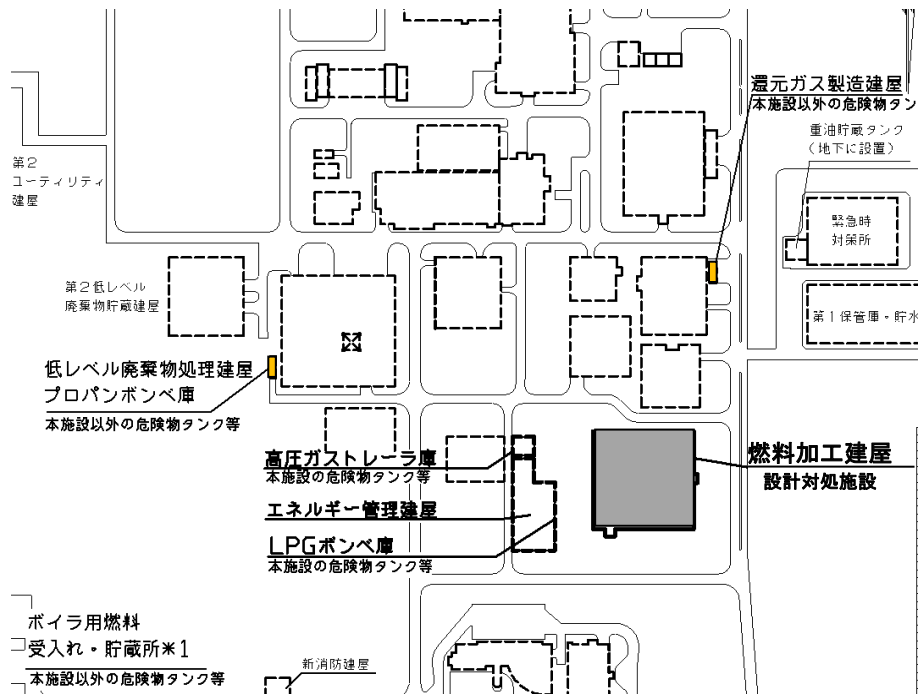 還元ガス製造建屋
本施設以外の危険物タン
重油貯蔵タンク
(地下に設置)
第2
ユーティリティ
建屋
緊急時
対策所
第2低レベル
廃棄物貯蔵建屋
第1保管庫・貯水
低レベル廃棄物処理建屋
プロパンボンベ庫
本施設以外の危険物タンク等
高圧ガストレーラ庫
本施設の危険物タンク等
燃料加工建屋
設計対処施設
エネルギー管理建屋
LPGボンベ庫
本施設の危険物タンク等
ボイラ用燃料
受入れ・貯蔵所*1
本施設以外の危険物タンク等
新消防建屋